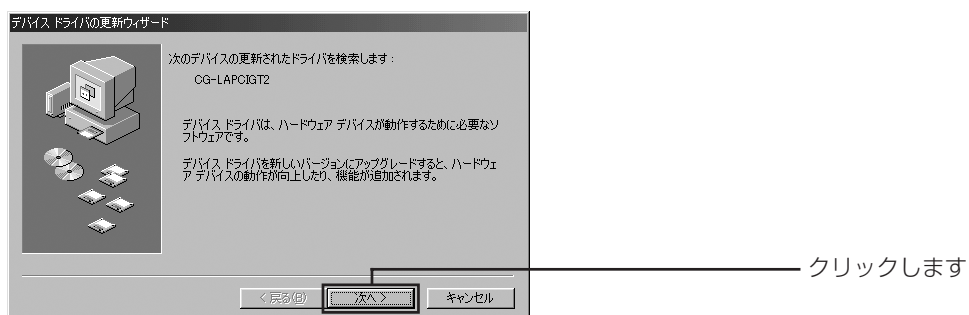 デバイス ドライバの更新ウィザード
次のデバイスの更新されたドライバを検索します：
CG-LAPCIGT2
デバイス ドライバは、ハードウェア デバイスが動作するために必要なソ
フトウェアです。
デバイス ドライバを新しいバージョンにアップグレードすると、ハードウェ
ア デバイスの動作が向上したり、機能が追加されます。
クリックします
< 戻る(B)
次へ >
キャンセル